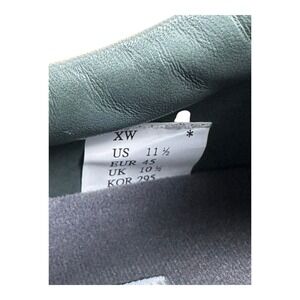 XW *
US 11 ½
EUR 45
UK 10 ½
KOR 295